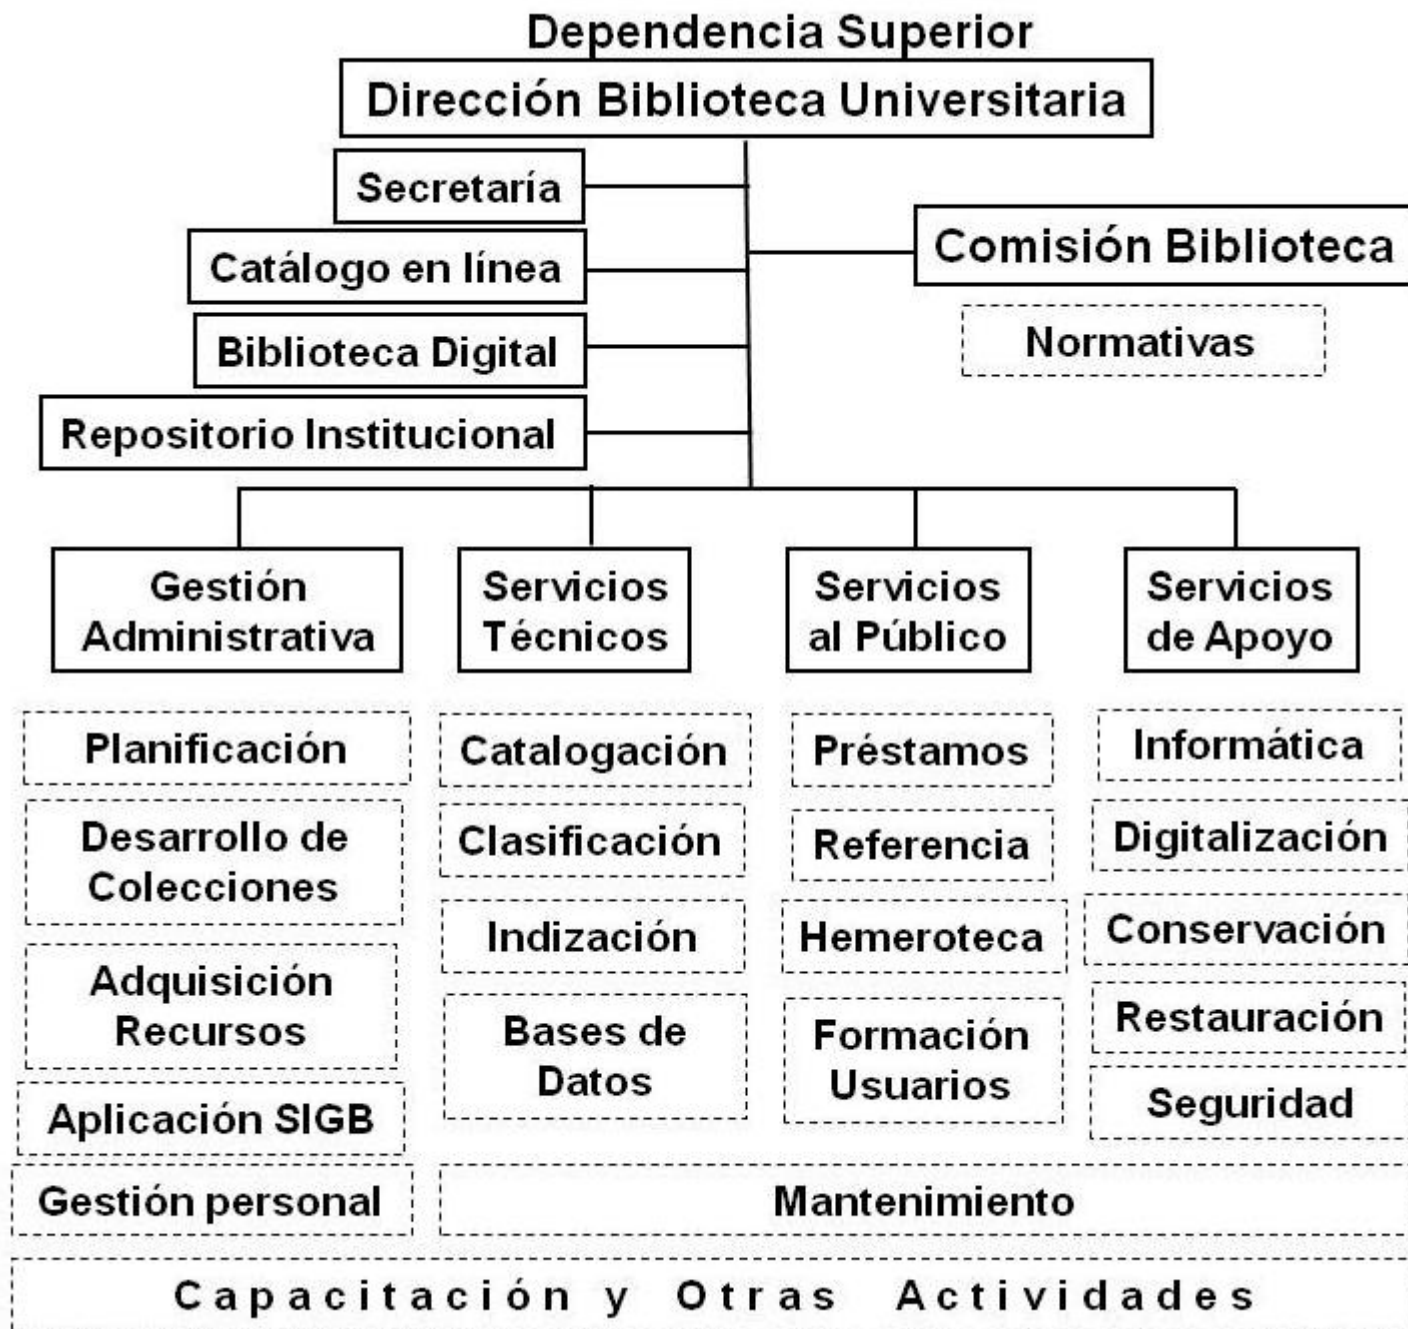 Dependencia Superior
Dirección Biblioteca Universitaria
Secretaría
Catálogo en línea
Biblioteca Digital
Repositorio Institucional
Comisión Biblioteca
Normativas
Gestión
Administrativa
Planificación
Desarrollo de
Colecciones
Adquisición
Recursos
Aplicación SIGB
Gestión personal
Servicios
Técnicos
Catalogación
Clasificación
Indización
Bases de
Datos
Servicios
al Público
Préstamos
Referencia
Hemeroteca
Formación
Usuarios
Servicios
de Apoyo
Informática
Digitalización
Conservación
Restauración
Seguridad
Mantenimiento
Capacitación y Otras Actividades